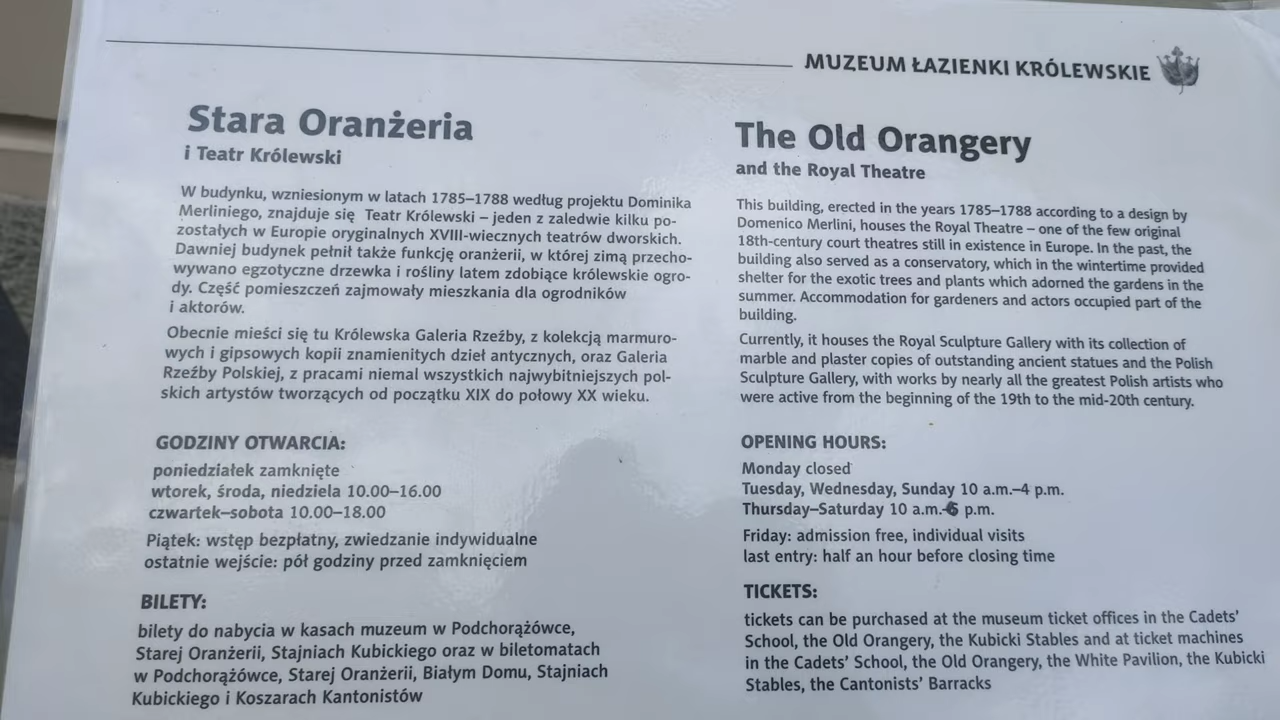 MUZEUM ŁAZIENKI KRÓLEWSKIE
Stara Oranżeria
i Teatr Królewski
W budynku, wzniesionym w latach 1785–1788 według projektu Dominika
Merliniego, znajduje się Teatr Królewski – jeden z zaledwie kilku po-
zostałych w Europie oryginalnych XVIII-wiecznych teatrów dworskich.
Dawniej budynek pełnił także funkcję oranżerii, w której zimą przecho-
wywano egzotyczne drzewka i rośliny latem zdobiące królewskie ogro-
dy. Część pomieszczeń zajmowały mieszkania dla ogrodników
i aktorów.
Obecnie mieści się tu Królewska Galeria Rzeźby, z kolekcją marmuro-
wych i gipsowych kopii znamienitych dzieł antycznych, oraz Galeria
Rzeźby Polskiej, z pracami niemal wszystkich najwybitniejszych pol-
skich artystów tworzących od początku XIX do połowy XX wieku.
GODZINY OTWARCIA:
poniedziałek zamknięte
wtorek, środa, niedziela 10.00–16.00
czwartek–sobota 10.00–18.00
Piątek: wstęp bezpłatny, zwiedzanie indywidualne
ostatnie wejście: pół godziny przed zamknięciem
BILETY:
bilety do nabycia w kasach muzeum w Podchorążówce,
Starej Oranżerii, Stajniach Kubickiego oraz w biletomatach
w Podchorążówce, Starej Oranżerii, Białym Domu, Stajniach
Kubickiego i Koszarach Kantonistów
The Old Orangery
and the Royal Theatre
This building, erected in the years 1785–1788 according to a design by
Domenico Merlini, houses the Royal Theatre – one of the few original
18th-century court theatres still in existence in Europe. In the past, the
building also served as a conservatory, which in the wintertime provided
shelter for the exotic trees and plants which adorned the gardens in the
summer. Accommodation for gardeners and actors occupied part of the
building.
Currently, it houses the Royal Sculpture Gallery with its collection of
marble and plaster copies of outstanding ancient statues and the Polish
Sculpture Gallery, with works by nearly all the greatest Polish artists who
were active from the beginning of the 19th to the mid-20th century.
OPENING HOURS:
Monday closed
Tuesday, Wednesday, Sunday 10 a.m.–4 p.m.
Thursday–Saturday 10 a.m.-6 p.m.
Friday: admission free, individual visits
last entry: half an hour before closing time
TICKETS:
tickets can be purchased at the museum ticket offices in the Cadets'
School, the Old Orangery, the Kubicki Stables and at ticket machines
in the Cadets' School, the Old Orangery, the White Pavilion, the Kubicki
Stables, the Cantonists' Barracks